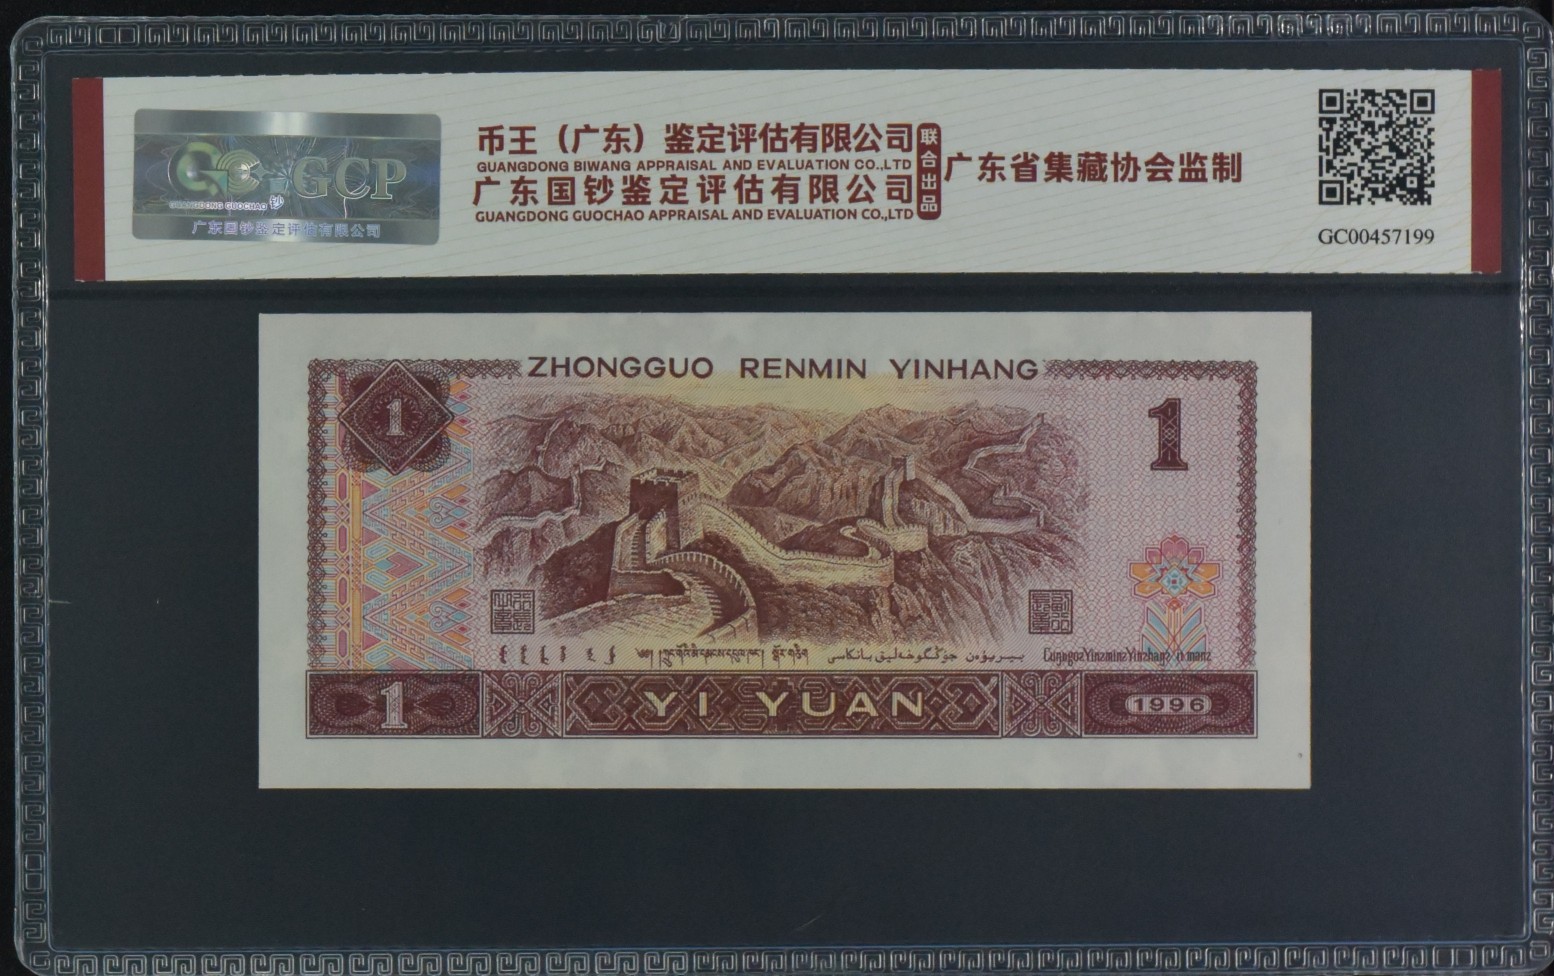 GCP
GUANGDONG GUOCHAO 钞
广东国钞鉴定评估有限公司
币王（广东）鉴定评估有限公司
GUANGDONG BIWANG APPRAISAL AND EVALUATION CO.,LTD
广东国钞鉴定评估有限公司
GUANGDONG GUOCHAO APPRAISAL AND EVALUATION CO.,LTD
联合出品
广东省集藏协会监制
GC00457199
ZHONGGUO RENMIN YINHANG
1
1
1 YI YUAN 1996